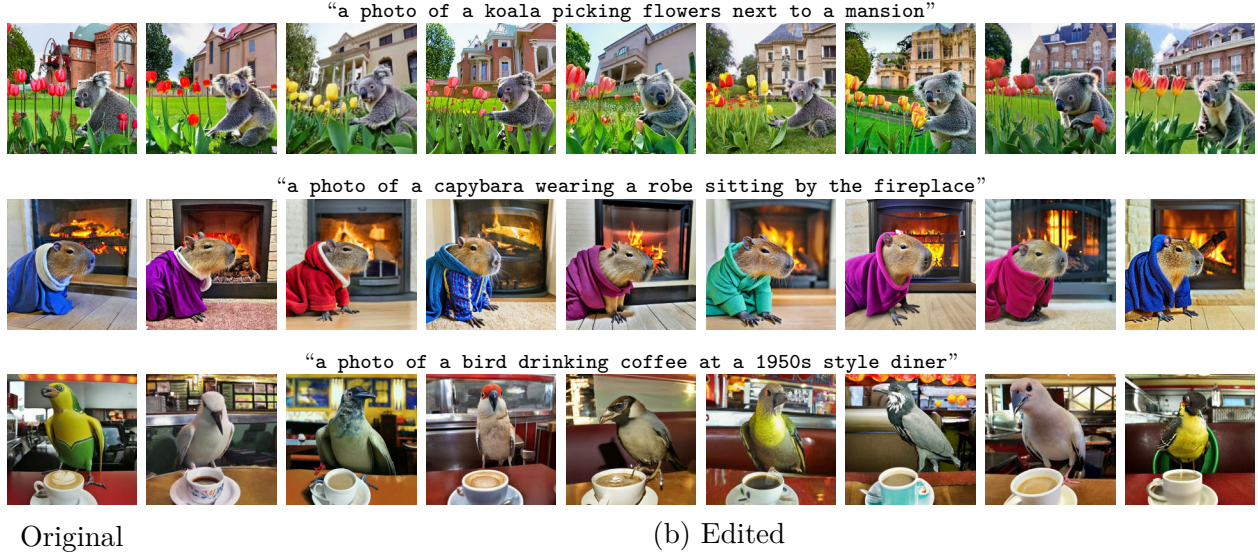 “a photo of a koala picking flowers next to a mansion”
“a photo of a capybara wearing a robe sitting by the fireplace”
“a photo of a bird drinking coffee at a 1950s style diner”
Original
(b) Edited